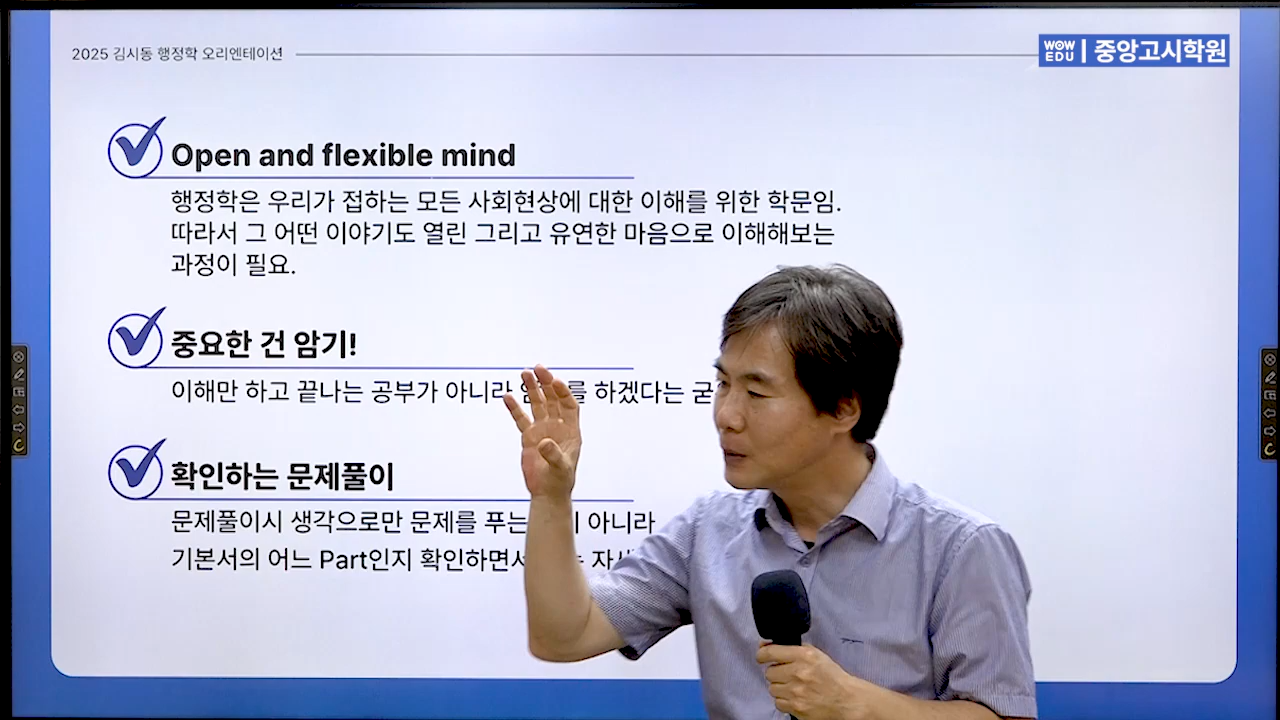 2025 김시동 행정학 오리엔테이션
WOW EDU | 중앙고시학원
Open and flexible mind
행정학은 우리가 접하는 모든 사회현상에 대한 이해를 위한 학문임.
따라서 그 어떤 이야기도 열린 그리고 유연한 마음으로 이해해보는
과정이 필요.
중요한 건 암기!
이해만 하고 끝나는 공부가 아니라 하겠다는
확인하는 문제풀이
문제풀이시 생각으로만 문제를 푸는 아니라
기본서의 어느 Part인지 확인하면서